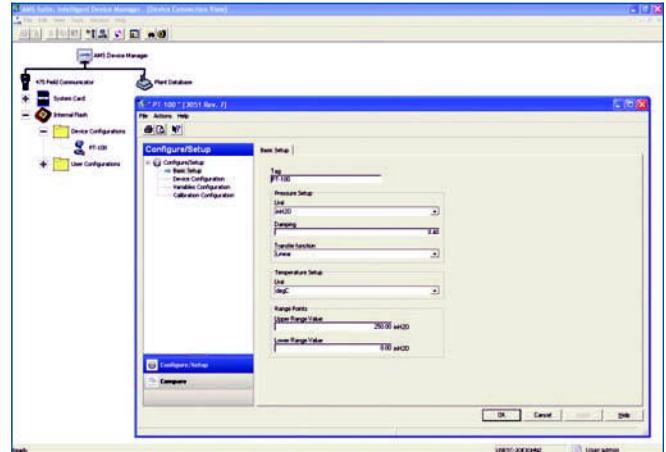 AMS Suite: Intelligent Device Manager - [Device Connection View]
File Edit View Tools Window Help
AMS Device Manager
475 Field Communicator
Plant Database
System Card
Internal Flash
Device Configurations
PT-100
User Configurations
" PT-100 " [3051 Rev. 7]
File Actions Help
Configure/Setup
Configure/Setup
Basic Setup
Device Configuration
Variables Configuration
Calibration Configuration
Configure/Setup
Compare
Basic Setup
Tag
PT-100
Pressure Setup
Unit
inH2O
Damping
0.40
Transfer function
Linear
Temperature Setup
Unit
degC
Range Points
Upper Range Value
250.00 inH2O
Lower Range Value
0.00 inH2O
OK Cancel Help
Ready
User: admin